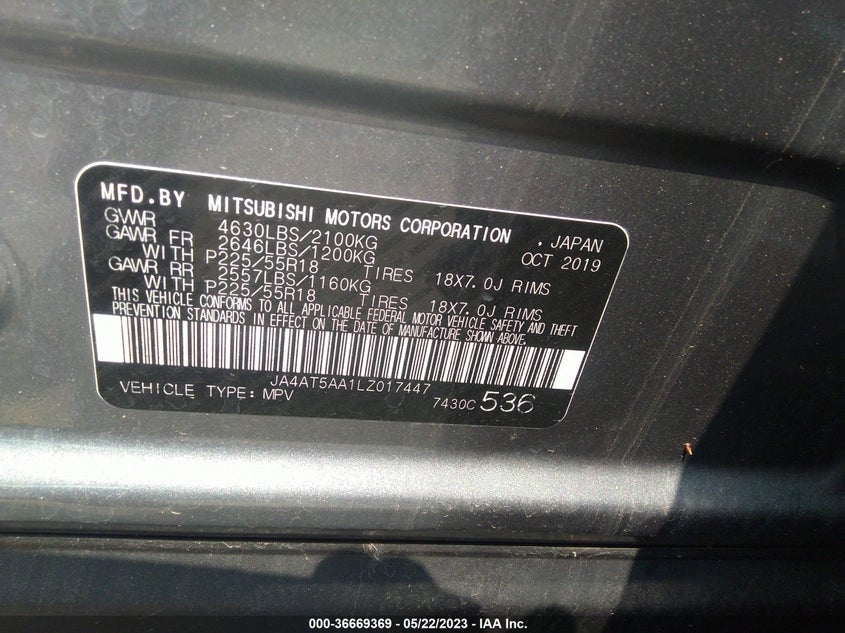 MFD.BY MITSUBISHI MOTORS CORPORATION , JAPAN
GVWR 4630LBS/2100KG OCT 2019
GAWR FR 2646LBS/1200KG
WITH P225/55R18 TIRES 18X7.0J RIMS
GAWR RR 2557LBS/1160KG
WITH P225/55R18 TIRES 18X7.0J RIMS
THIS VEHICLE CONFORMS TO ALL APPLICABLE FEDERAL MOTOR VEHICLE SAFETY AND THEFT
PREVENTION STANDARDS IN EFFECT ON THE DATE OF MANUFACTURE SHOWN ABOVE.
JA4AT5AA1LZ017447
VEHICLE TYPE: MPV 7430C 536
000-36669369 - 05/22/2023 - IAA Inc.